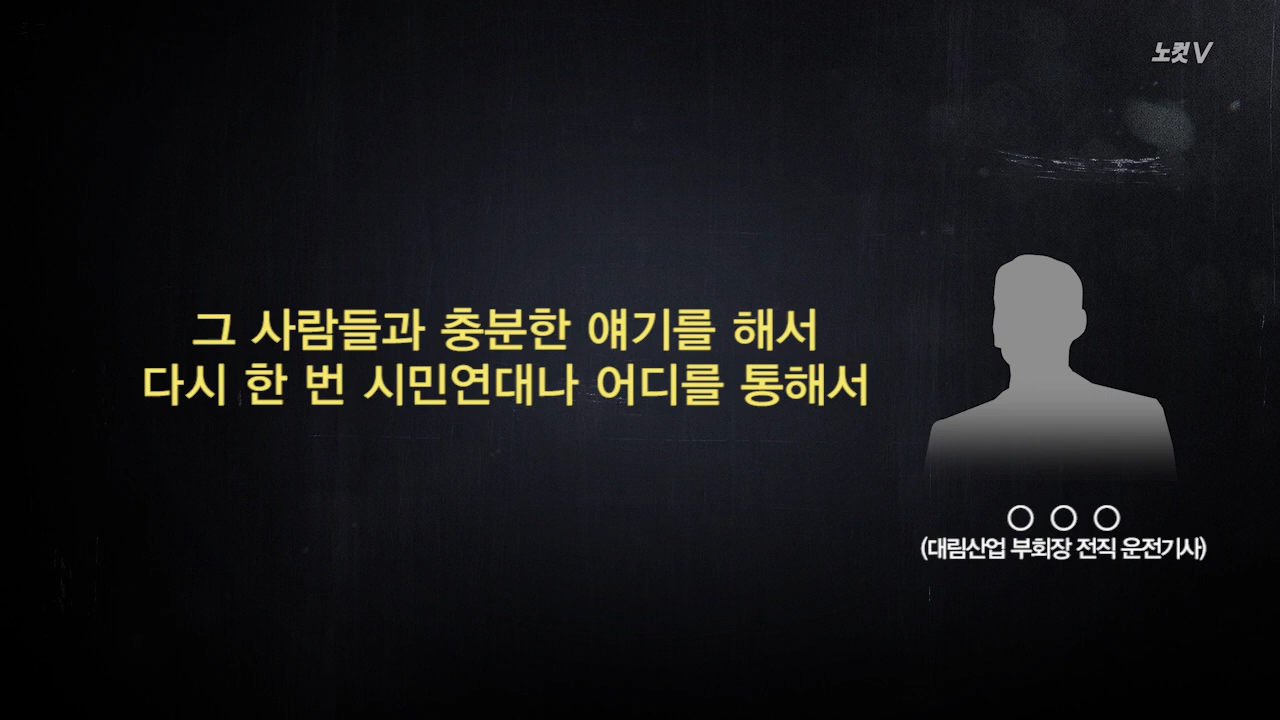 노컷V
그 사람들과 충분한 얘기를 해서
다시 한 번 시민연대나 어디를 통해서
○ ○ ○
(대림산업 부회장 전직 운전기사)